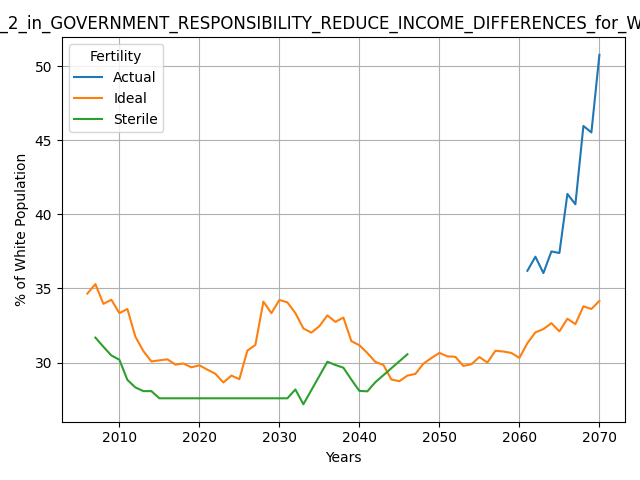 _2_in_GOVERNMENT_RESPONSIBILITY_REDUCE_INCOME_DIFFERENCES_for_W
Fertility
Actual
Ideal
Sterile
% of White Population
50
45
40
35
30
2010
2020
2030
2040
2050
2060
2070
Years